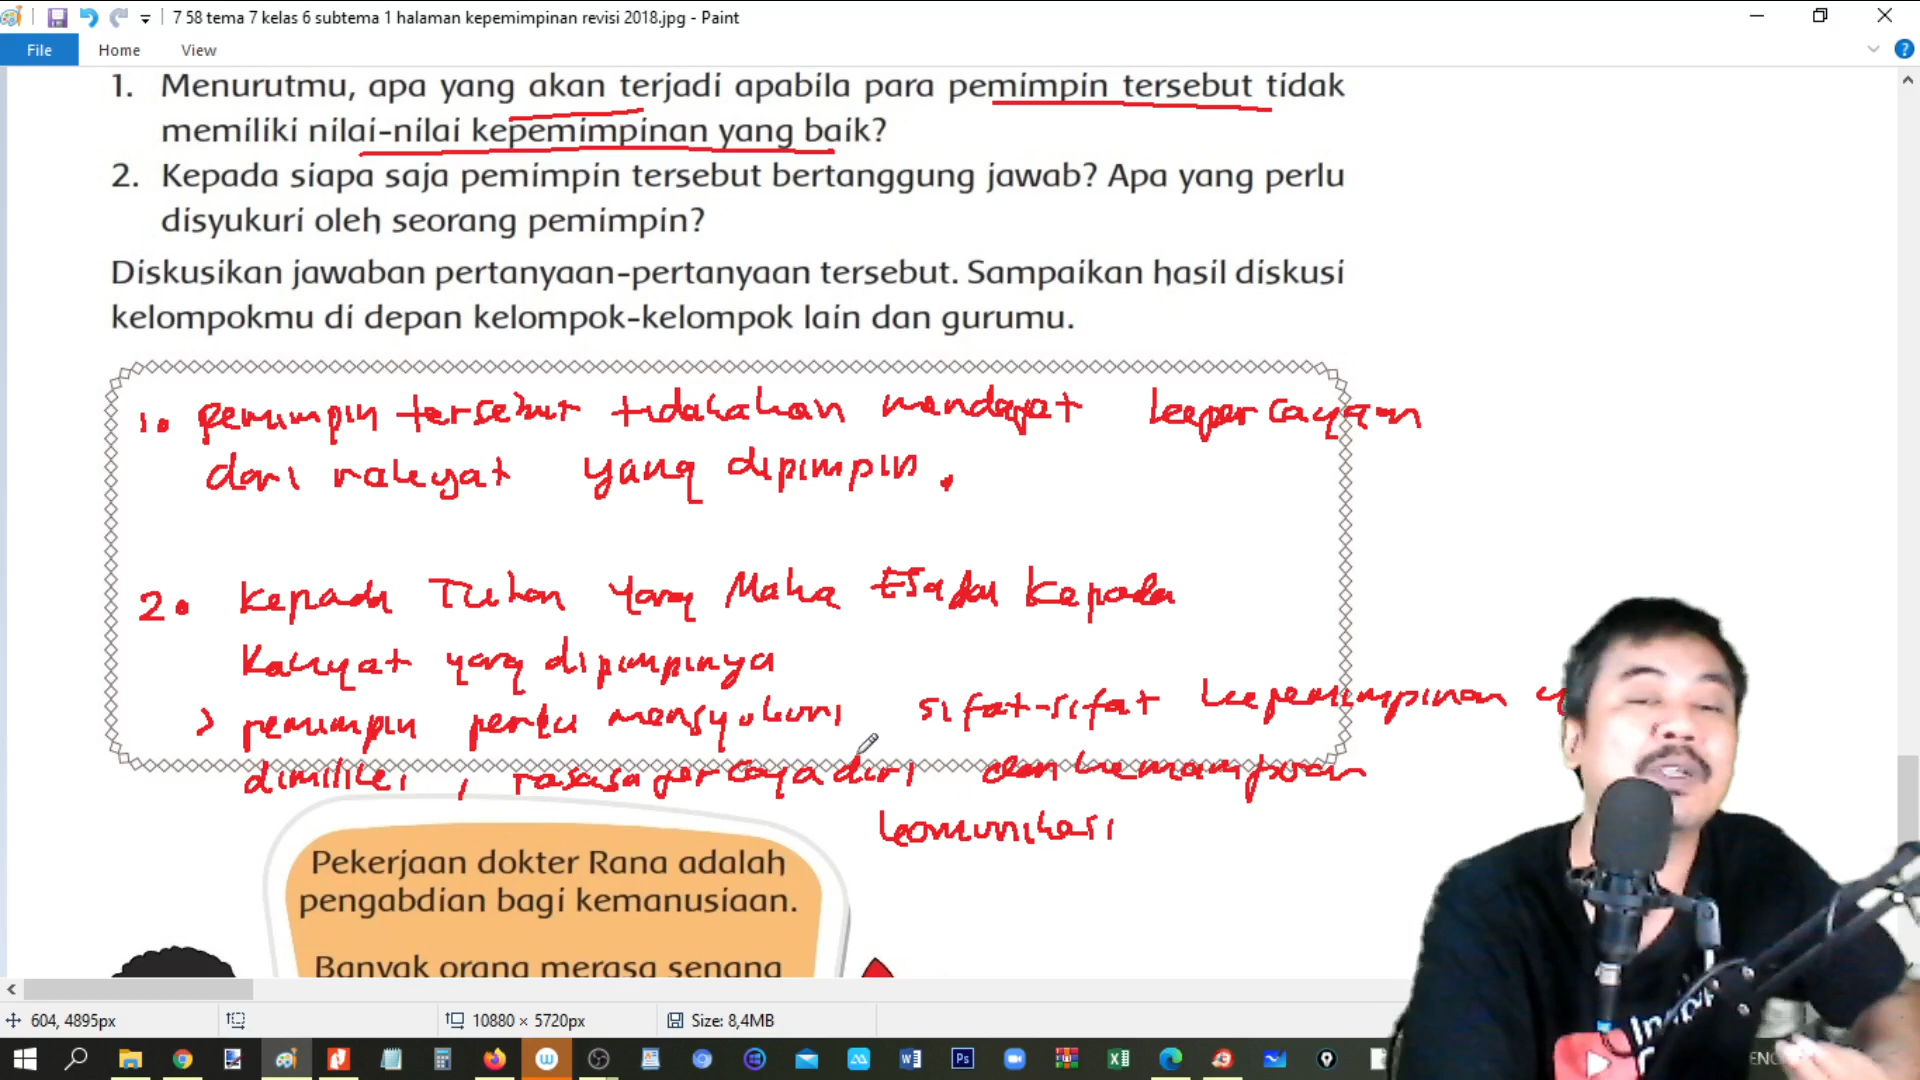 7 58 tema 7 kelas 6 subtema 1 halaman kepemimpinan revisi 2018.jpg - Paint
File Home View
1. Menurutmu, apa yang akan terjadi apabila para pemimpin tersebut tidak
memiliki nilai-nilai kepemimpinan yang baik?
2. Kepada siapa saja pemimpin tersebut bertanggung jawab? Apa yang perlu
disyukuri oleh seorang pemimpin?
Diskusikan jawaban pertanyaan-pertanyaan tersebut. Sampaikan hasil diskusi
kelompokmu di depan kelompok-kelompok lain dan gurumu.
1. pemimpin tersebut tidak akan mendapat kepercayaan
dari rakyat yang dipimpin.
2. Kepada Tuhan yang Maha Esa dan Kepada
Rakyat yang dipimpinya
> pemimpin perlu mensyukuri sifat-sifat kepemimpinan
dimiliki, rasa percaya diri dan kemampuan
komunikasi
Pekerjaan dokter Rana adalah
pengabdian bagi kemanusiaan.
Banyak orang merasa senang
604, 4895px 10880 × 5720px Size: 8,4MB